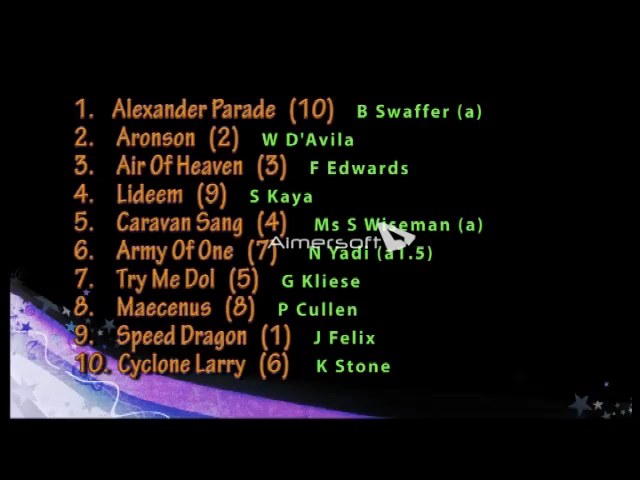 1. Alexander Parade (10) B Swaffer (a)
2. Aronson (2) W D'Avila
3. Air Of Heaven (3) F Edwards
4. Lideem (9) S Kaya
5. Caravan Sang (4) Ms S Wiseman (a)
Aimersoft
6. Army Of One (7) N Yadi (a1.5)
7. Try Me Dol (5) G Kliese
8. Maecenus (8) P Cullen
9. Speed Dragon (1) J Felix
10. Cyclone Larry (6) K Stone